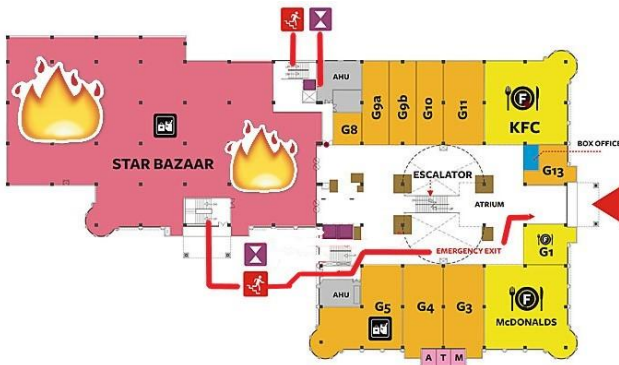 AHU
G8
G9a
G9b
G10
G11
F
KFC
BOX OFFICE
G13
STAR BAZAAR
ESCALATOR
ATRIUM
EMERGENCY EXIT
G1
AHU
G5
G4
G3
F
McDONALDS
A T M